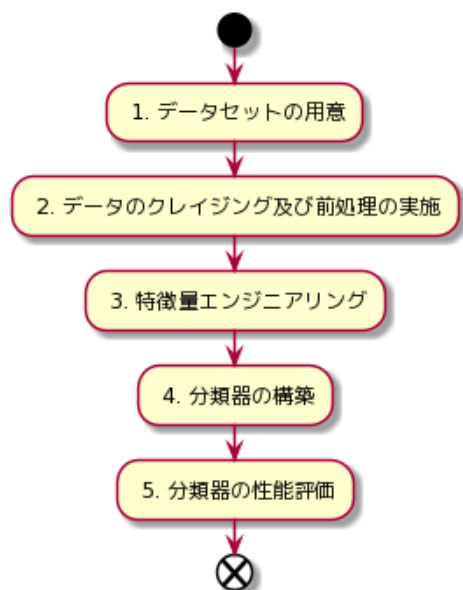 1. データセットの用意
2. データのクレイジング及び前処理の実施
3. 特徴量エンジニアリング
4. 分類器の構築
5. 分類器の性能評価